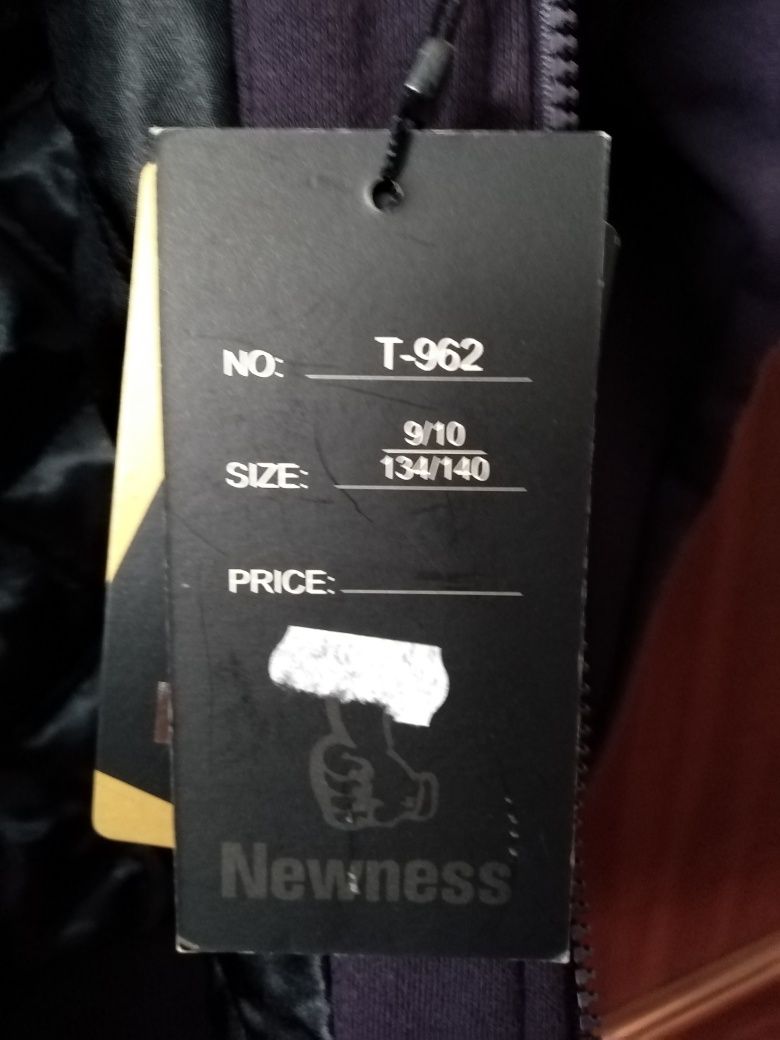 NO: T-962
9/10
SIZE: 134/140
PRICE:
Newness